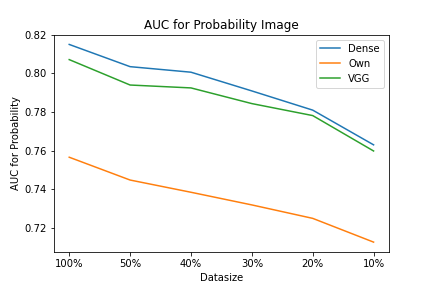 AUC for Probability Image
AUC for Probability
0.82
0.80
0.78
0.76
0.74
0.72
Dense
Own
VGG
100%
50%
40%
30%
20%
10%
Datasize